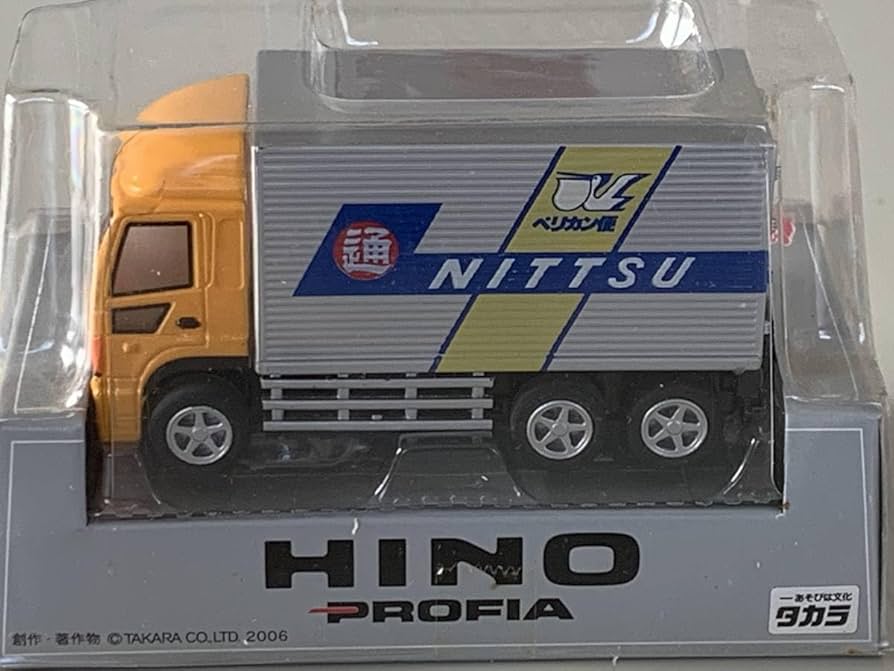 ペリカン便
通
NITTSU
HINO
PROFIA
創作・著作物 ©TAKARA CO.,LTD. 2006
あそびは文化
タカラ